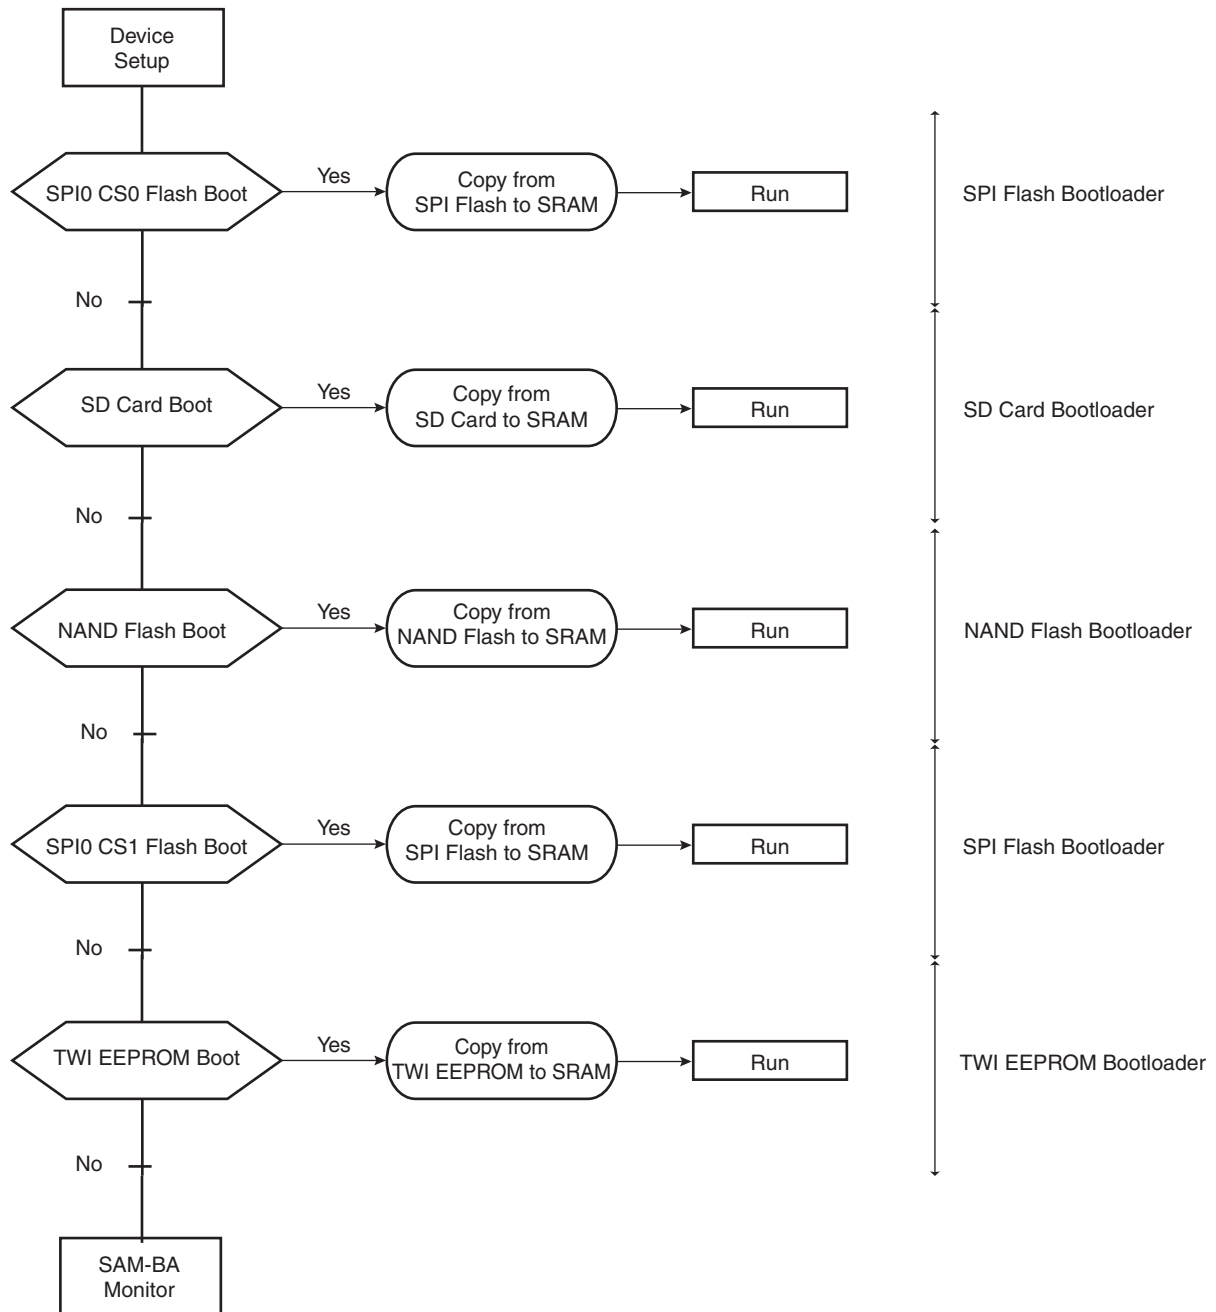 Device
Setup
SPI0 CS0 Flash Boot
Yes
Copy from
SPI Flash to SRAM
Run
SPI Flash Bootloader
No
SD Card Boot
Yes
Copy from
SD Card to SRAM
Run
SD Card Bootloader
No
NAND Flash Boot
Yes
Copy from
NAND Flash to SRAM
Run
NAND Flash Bootloader
No
SPI0 CS1 Flash Boot
Yes
Copy from
SPI Flash to SRAM
Run
SPI Flash Bootloader
No
TWI EEPROM Boot
Yes
Copy from
TWI EEPROM to SRAM
Run
TWI EEPROM Bootloader
No
SAM-BA
Monitor